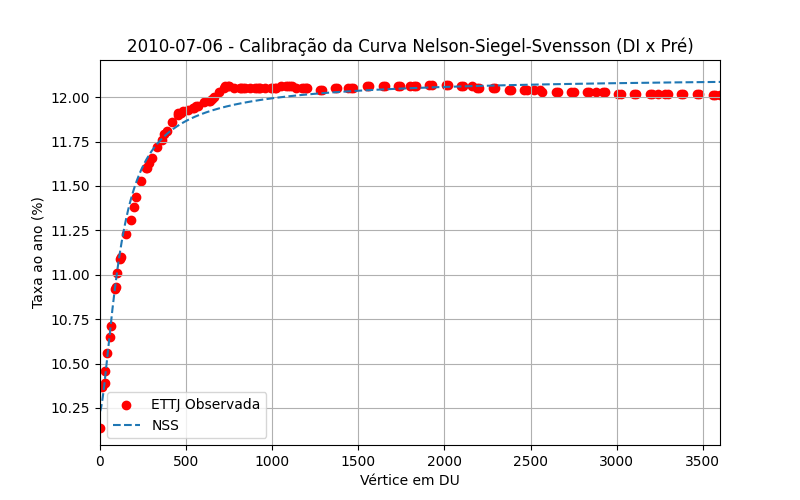 2010-07-06 - Calibração da Curva Nelson-Siegel-Svensson (DI x Pré)
Taxa ao ano (%)
12.00
11.75
11.50
11.25
11.00
10.75
10.50
10.25
ETTJ Observada
NSS
0 500 1000 1500 2000 2500 3000 3500
Vértice em DU